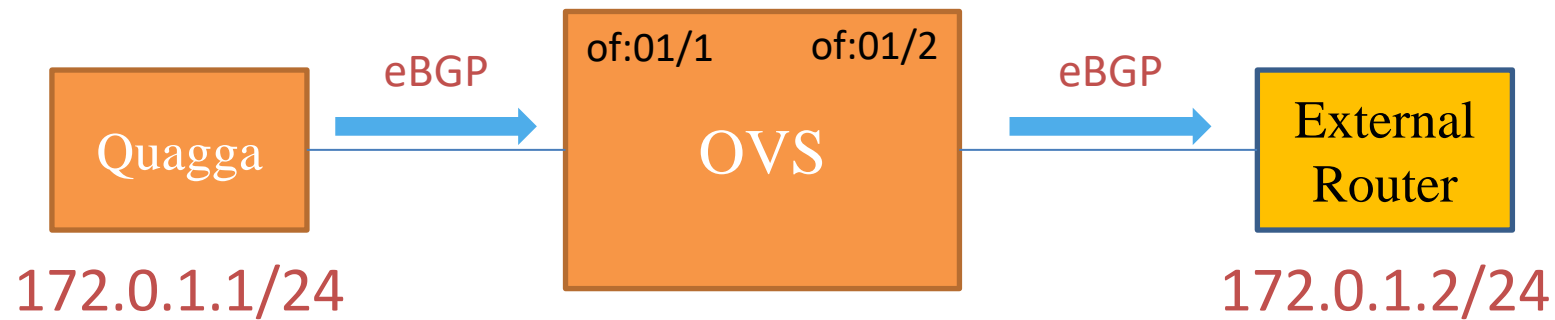 eBGP
of:01/1
of:01/2
eBGP
Quagga
OVS
External
Router
172.0.1.1/24
172.0.1.2/24